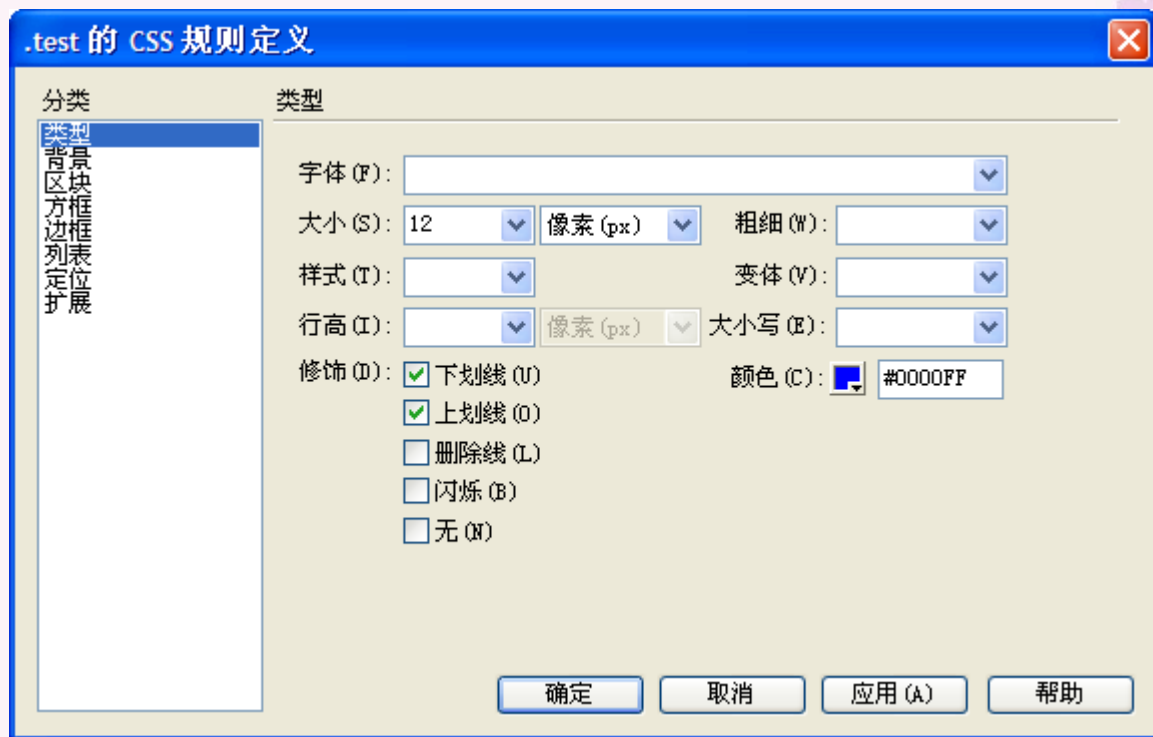 .test 的 CSS 规则定义
分类
类型
类型
背景
区块
方框
边框
列表
定位
扩展
字体(F):
大小(S): 12 像素(px) 粗细(W):
样式(T): 变体(V):
行高(I): 像素(px) 大小写(E):
修饰(D): 下划线(U) 颜色(C): #0000FF
上划线(O)
删除线(L)
闪烁(B)
无(N)
确定 取消 应用(A) 帮助